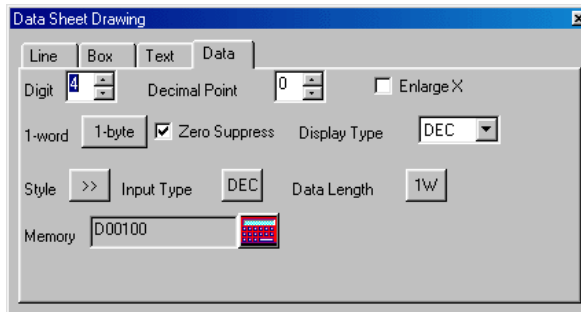 Data Sheet Drawing
Line Box Text Data
Digit 4 Decimal Point 0 Enlarge X
1-word 1-byte Zero Suppress Display Type DEC
Style >> Input Type DEC Data Length 1W
Memory D00100